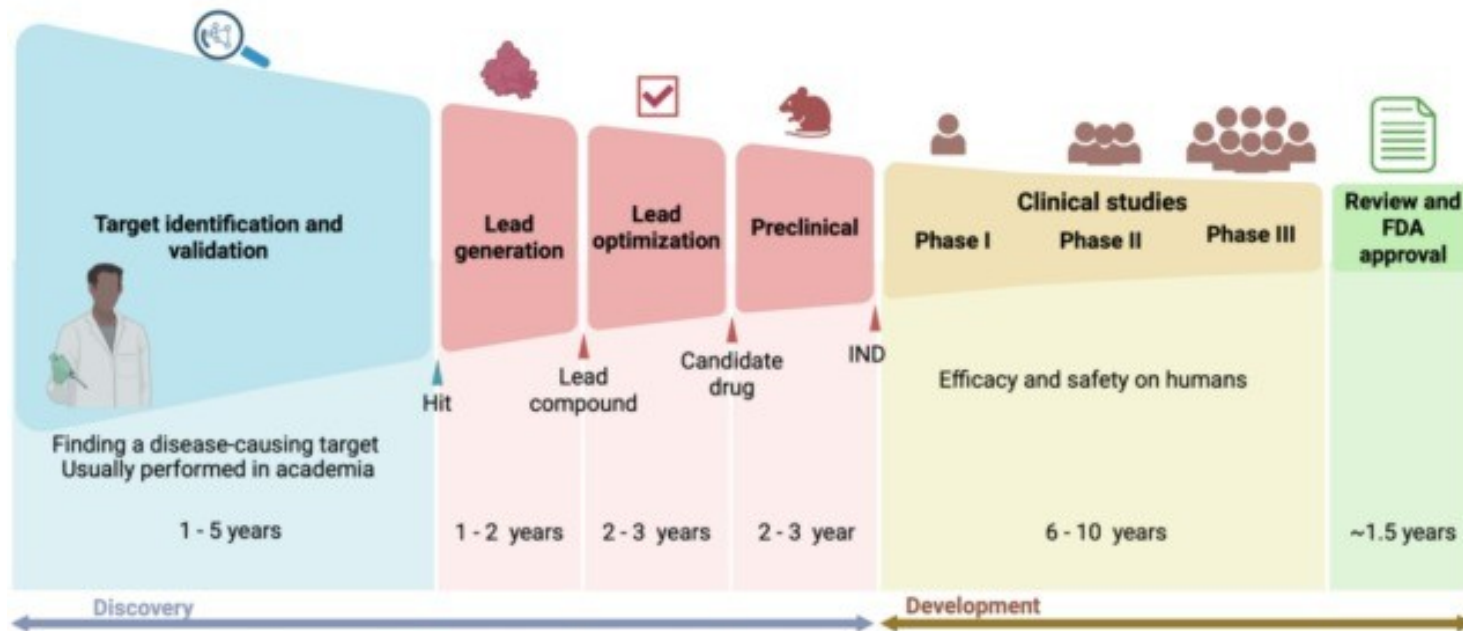 Target identification and
validation
Lead
generation
Lead
optimization
Preclinical
Clinical studies
Phase I
Phase II
Phase III
Review and
FDA
approval
Hit
Lead
compound
Candidate
drug
IND
Efficacy and safety on humans
Finding a disease-causing target
Usually performed in academia
1 - 5 years
1 - 2 years
2 - 3 years
2 - 3 year
6 - 10 years
~1.5 years
Discovery
Development